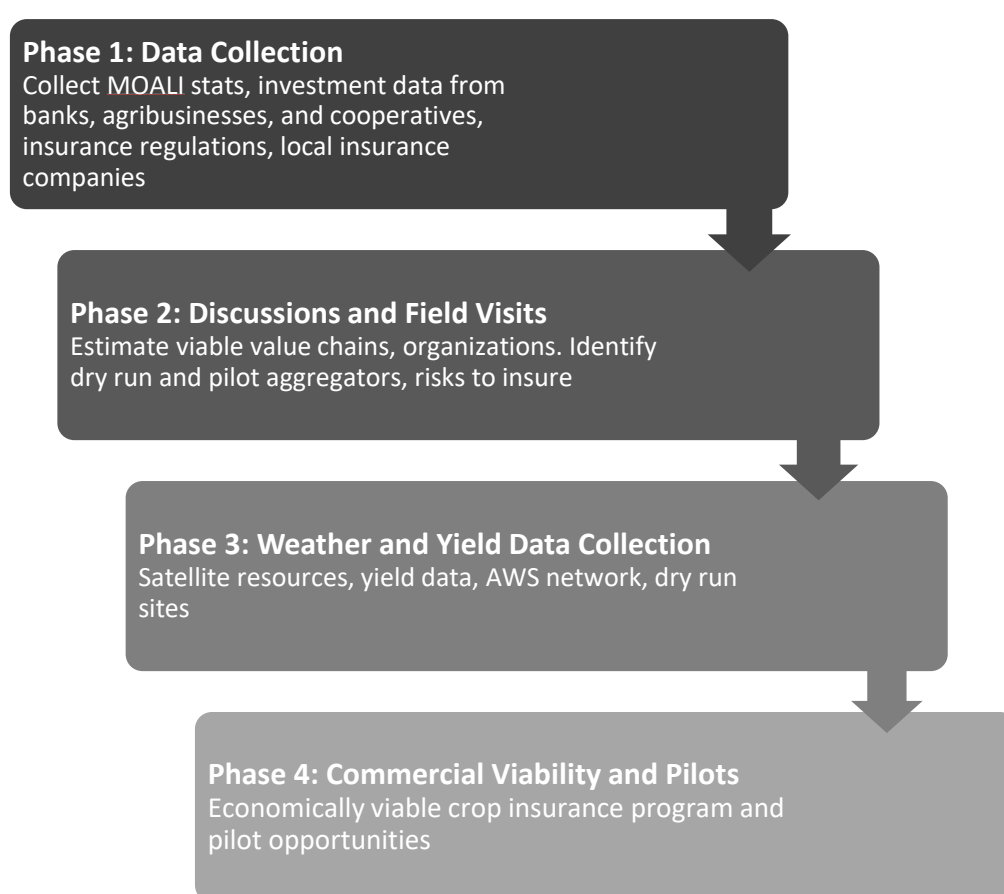 Phase 1: Data Collection
Collect MOALI stats, investment data from
banks, agribusinesses, and cooperatives,
insurance regulations, local insurance
companies
Phase 2: Discussions and Field Visits
Estimate viable value chains, organizations. Identify
dry run and pilot aggregators, risks to insure
Phase 3: Weather and Yield Data Collection
Satellite resources, yield data, AWS network, dry run
sites
Phase 4: Commercial Viability and Pilots
Economically viable crop insurance program and
pilot opportunities